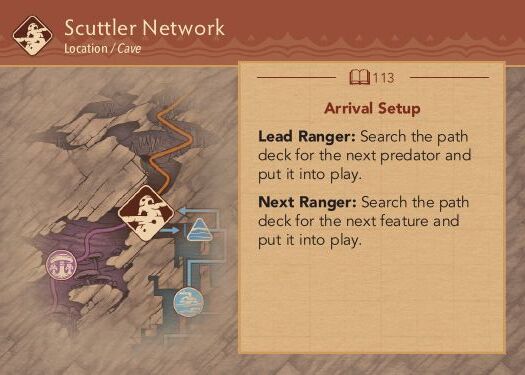 Scuttler Network
Location / Cave
113
Arrival Setup
Lead Ranger: Search the path
deck for the next predator and
put it into play.
Next Ranger: Search the path
deck for the next feature and
put it into play.